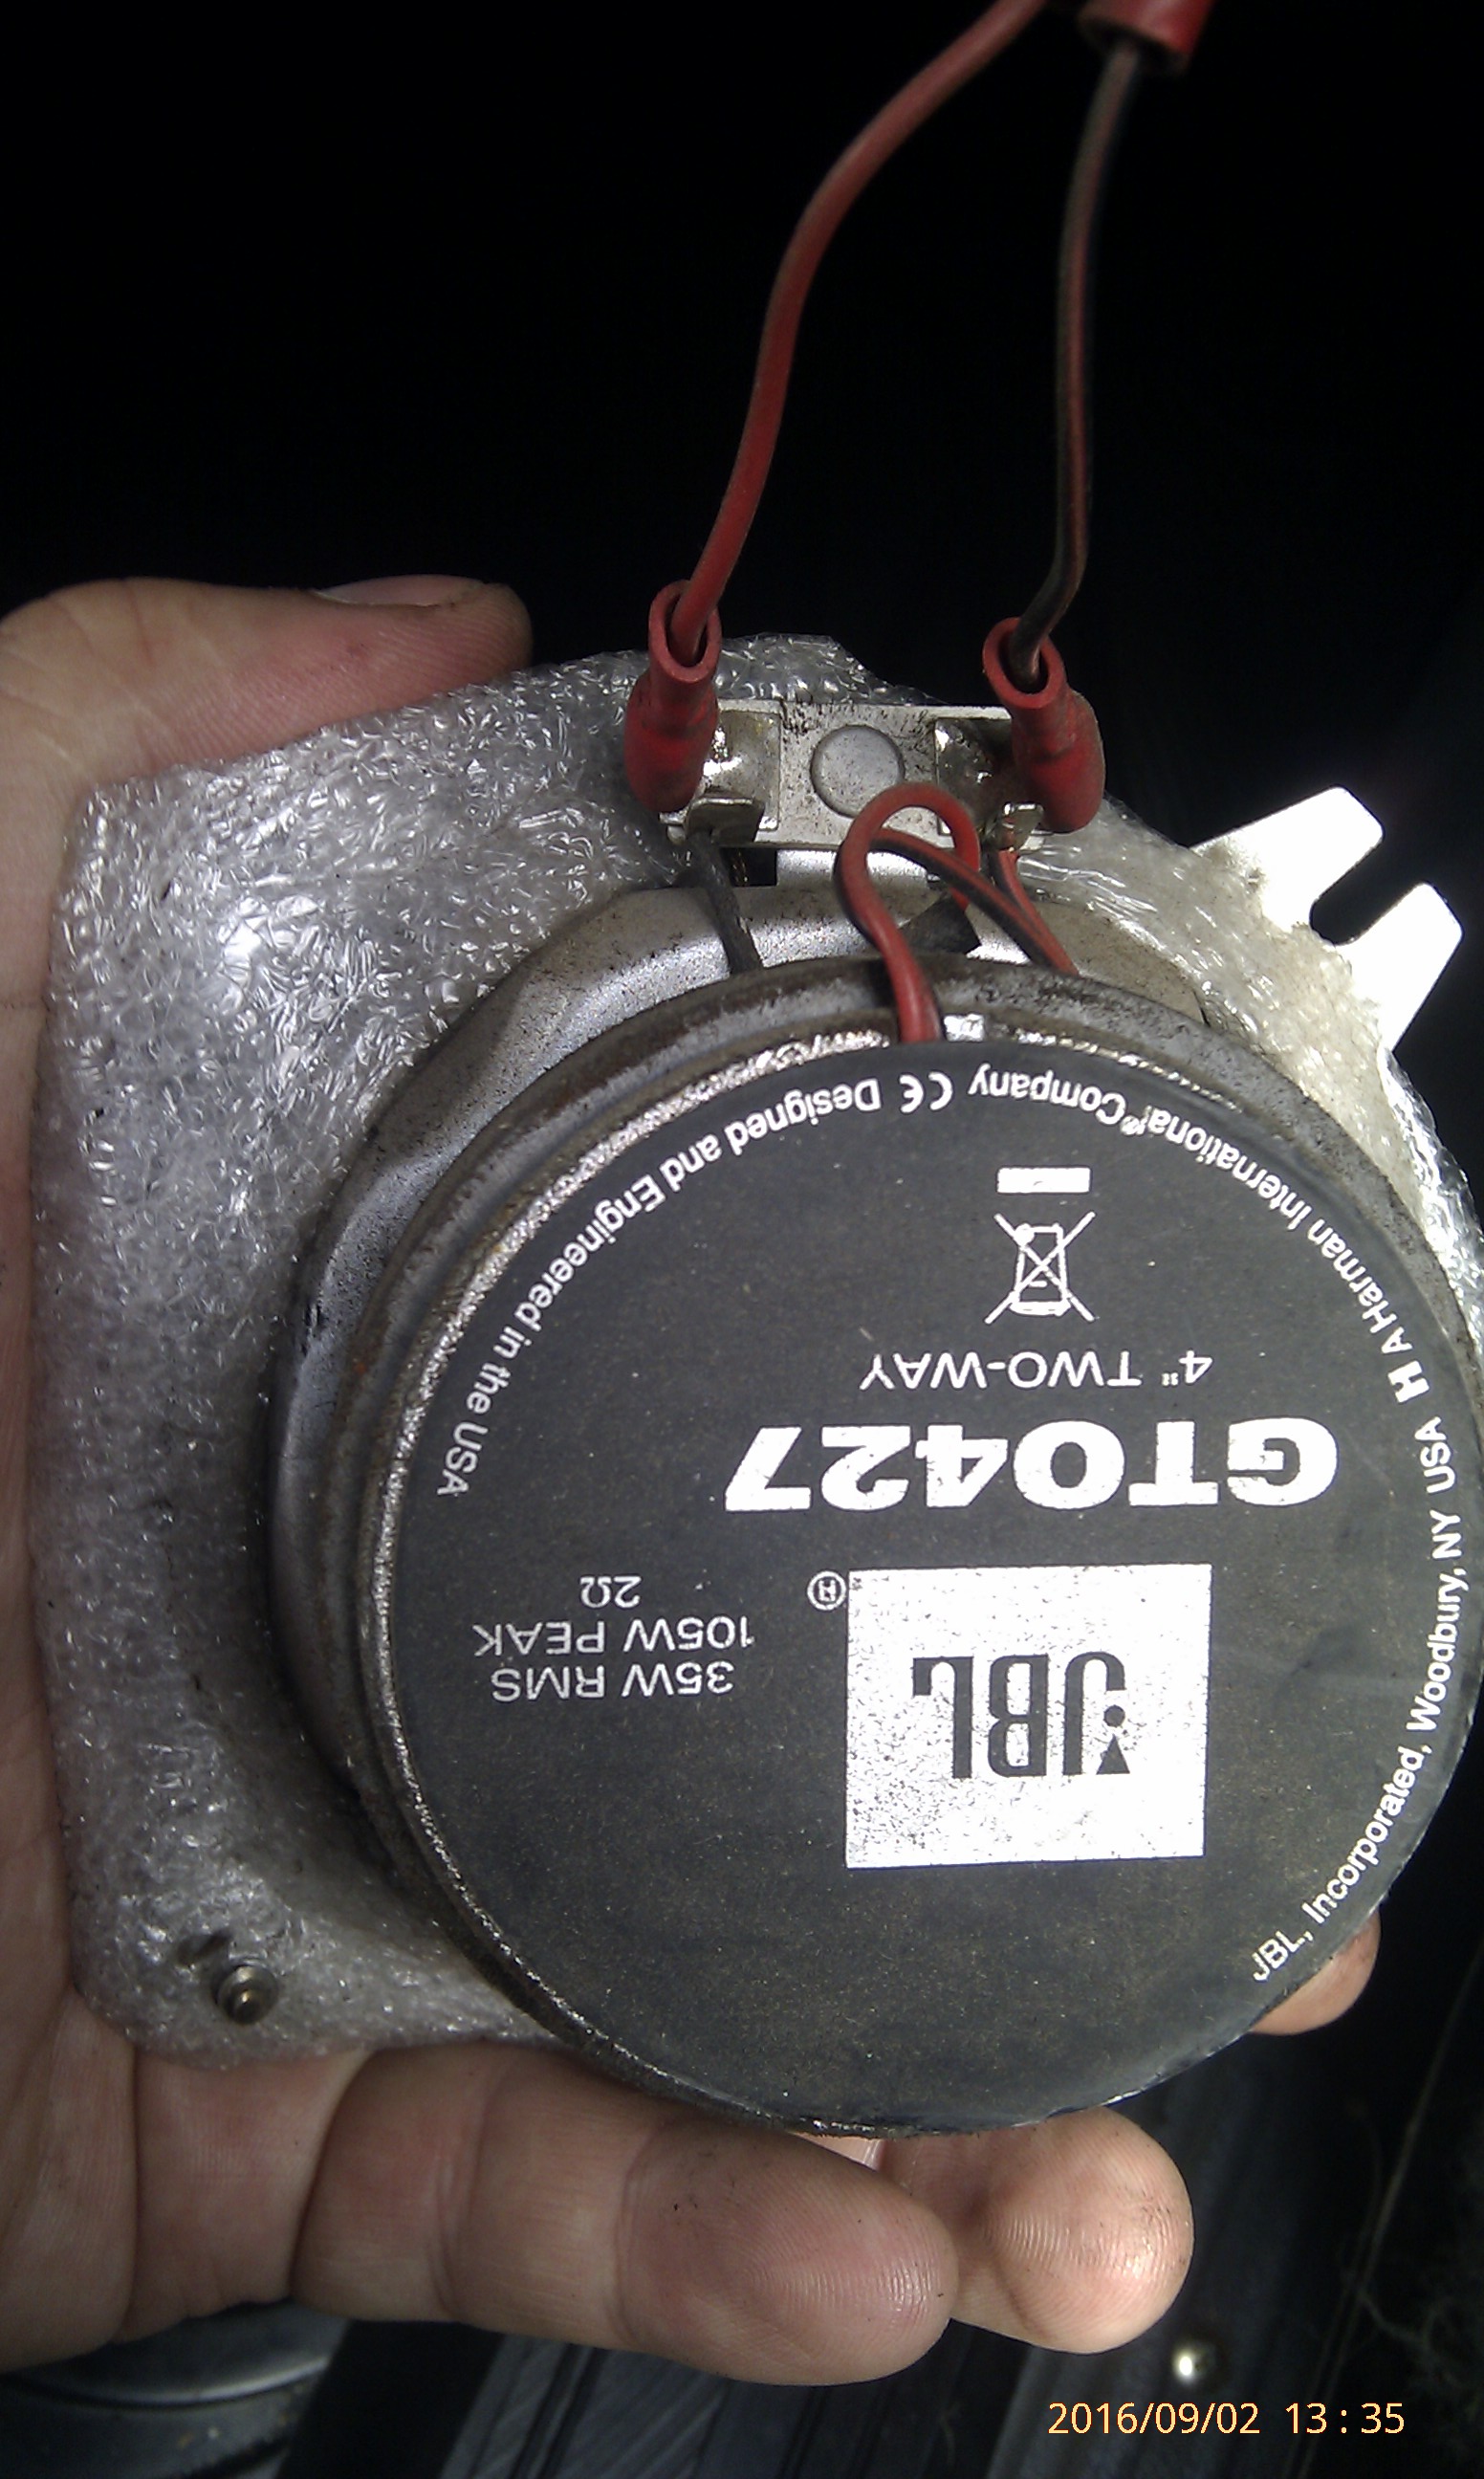 JBL, Incorporated, Woodbury, NY USA H A Harman International® Company CE Designed and Engineered in the USA
JBL®
35W RMS
105W PEAK
2Ω
GTO427
4" TWO-WAY
2016/09/02 13:35